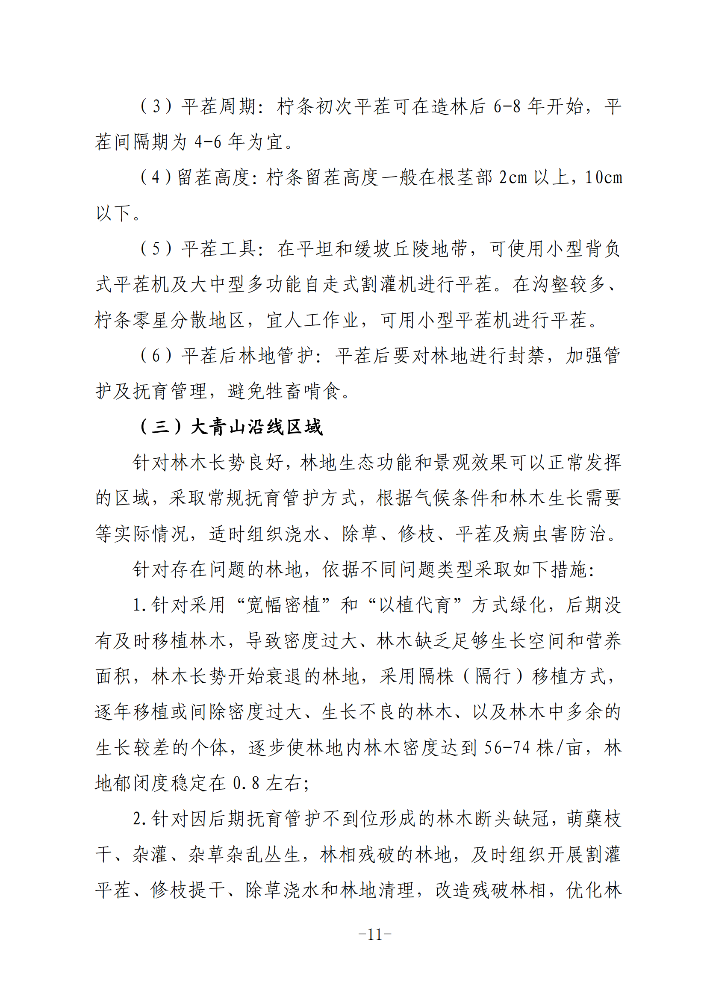 （3）平茬周期：柠条初次平茬可在造林后 6-8 年开始，平
茬间隔期为 4-6 年为宜。
（4）留茬高度：柠条留茬高度一般在根茎部 2cm 以上，10cm
以下。
（5）平茬工具：在平坦和缓坡丘陵地带，可使用小型背负
式平茬机及大中型多功能自走式割灌机进行平茬。在沟壑较多、
柠条零星分散地区，宜人工作业，可用小型平茬机进行平茬。
（6）平茬后林地管护：平茬后要对林地进行封禁，加强管
护及抚育管理，避免牲畜啃食。
（三）大青山沿线区域
针对林木长势良好，林地生态功能和景观效果可以正常发挥
的区域，采取常规抚育管护方式，根据气候条件和林木生长需要
等实际情况，适时组织浇水、除草、修枝、平茬及病虫害防治。
针对存在问题的林地，依据不同问题类型采取如下措施：
1.针对采用“宽幅密植”和“以植代育”方式绿化，后期没
有及时移植林木，导致密度过大、林木缺乏足够生长空间和营养
面积，林木长势开始衰退的林地，采用隔株（隔行）移植方式，
逐年移植或间除密度过大、生长不良的林木、以及林木中多余的
生长较差的个体，逐步使林地内林木密度达到 56-74 株/亩，林
地郁闭度稳定在 0.8 左右；
2.针对因后期抚育管护不到位形成的林木断头缺冠，萌蘖枝
干、杂灌、杂草杂乱丛生，林相残破的林地，及时组织开展割灌
平茬、修枝提干、除草浇水和林地清理，改造残破林相，优化林
-11-